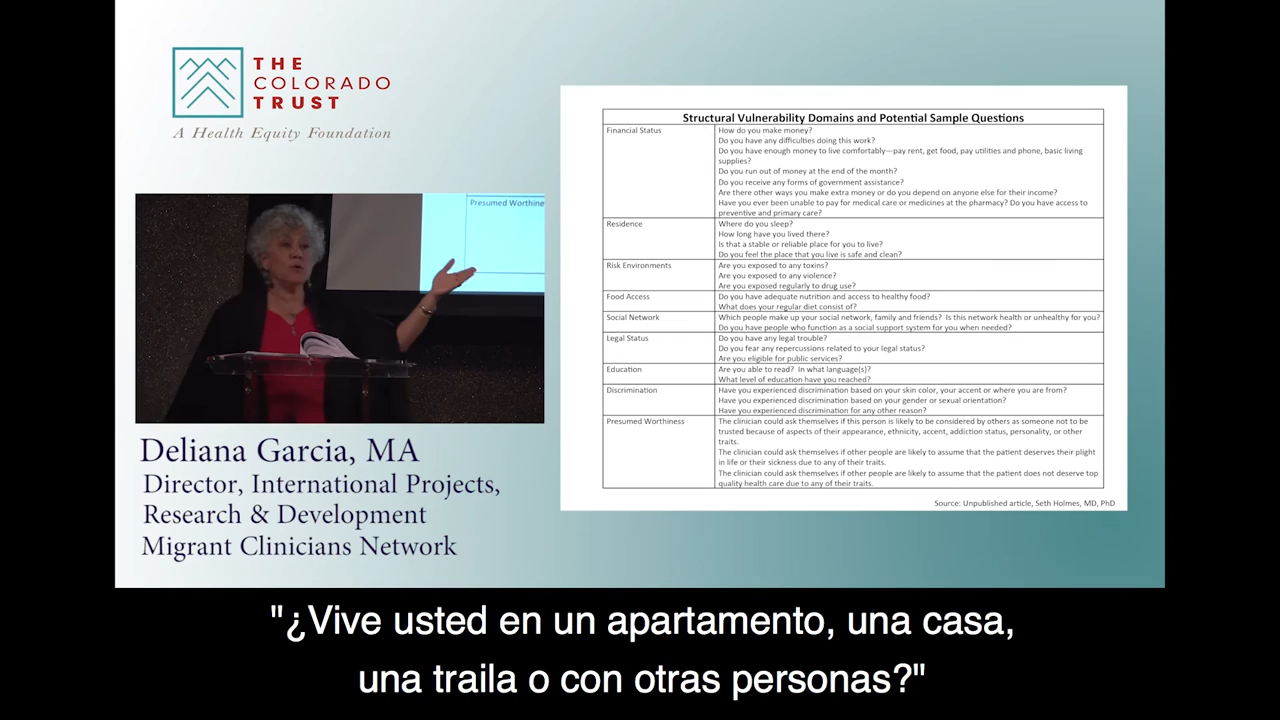 THE
COLORADO
TRUST
A Health Equity Foundation
Presumed Worthine
Deliana Garcia, MA
Director, International Projects,
Research & Development
Migrant Clinicians Network
Structural Vulnerability Domains and Potential Sample Questions
Financial Status
How do you make money?
Do you have any difficulties doing this work?
Do you have enough money to live comfortably—pay rent, get food, pay utilities and phone, basic living
supplies?
Do you run out of money at the end of the month?
Do you receive any forms of government assistance?
Are there other ways you make extra money or do you depend on anyone else for their income?
Have you ever been unable to pay for medical care or medicines at the pharmacy? Do you have access to
preventive and primary care?
Residence
Where do you sleep?
How long have you lived there?
Is that a stable or reliable place for you to live?
Do you feel the place that you live is safe and clean?
Risk Environments
Are you exposed to any toxins?
Are you exposed to any violence?
Are you exposed regularly to drug use?
Food Access
Do you have adequate nutrition and access to healthy food?
What does your regular diet consist of?
Social Network
Which people make up your social network, family and friends? Is this network health or unhealthy for you?
Do you have people who function as a social support system for you when needed?
Legal Status
Do you have any legal trouble?
Do you fear any repercussions related to your legal status?
Are you eligible for public services?
Education
Are you able to read? In what language(s)?
What level of education have you reached?
Discrimination
Have you experienced discrimination based on your skin color, your accent or where you are from?
Have you experienced discrimination based on your gender or sexual orientation?
Have you experienced discrimination for any other reason?
Presumed Worthiness
The clinician could ask themselves if this person is likely to be considered by others as someone not to be
trusted because of aspects of their appearance, ethnicity, accent, addiction status, personality, or other
traits.
The clinician could ask themselves if other people are likely to assume that the patient deserves their plight
in life or their sickness due to any of their traits.
The clinician could ask themselves if other people are likely to assume that the patient does not deserve top
quality health care due to any of their traits.
Source: Unpublished article, Seth Holmes, MD, PhD
"¿Vive usted en un apartamento, una casa,
una traila o con otras personas?"